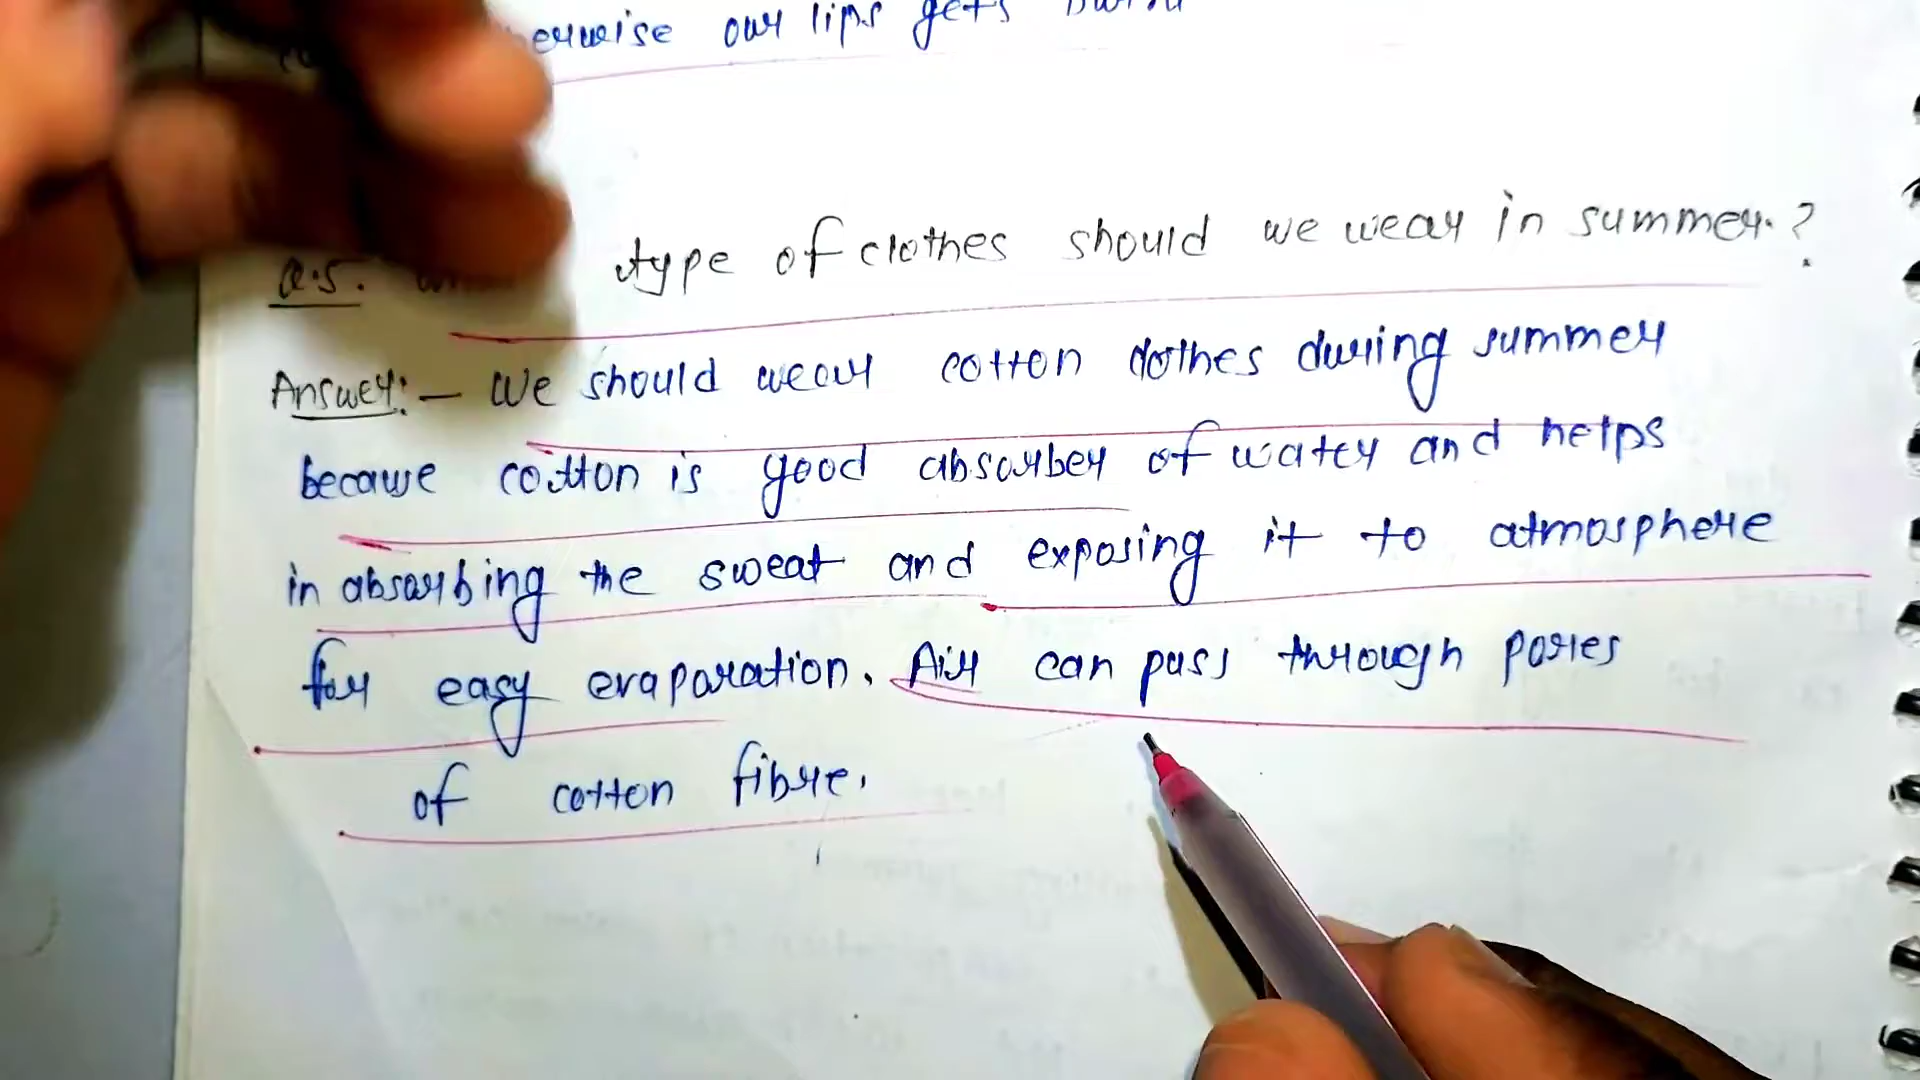 our lips gets
Q.5. type of clothes should we wear in summer.?
Answer:- We should wear cotton clothes during summer
because cotton is good absorber of water and helps
in absorbing the sweat and exposing it to atmosphere
for easy evaporation. Air can pass through pores
of cotton fibre.